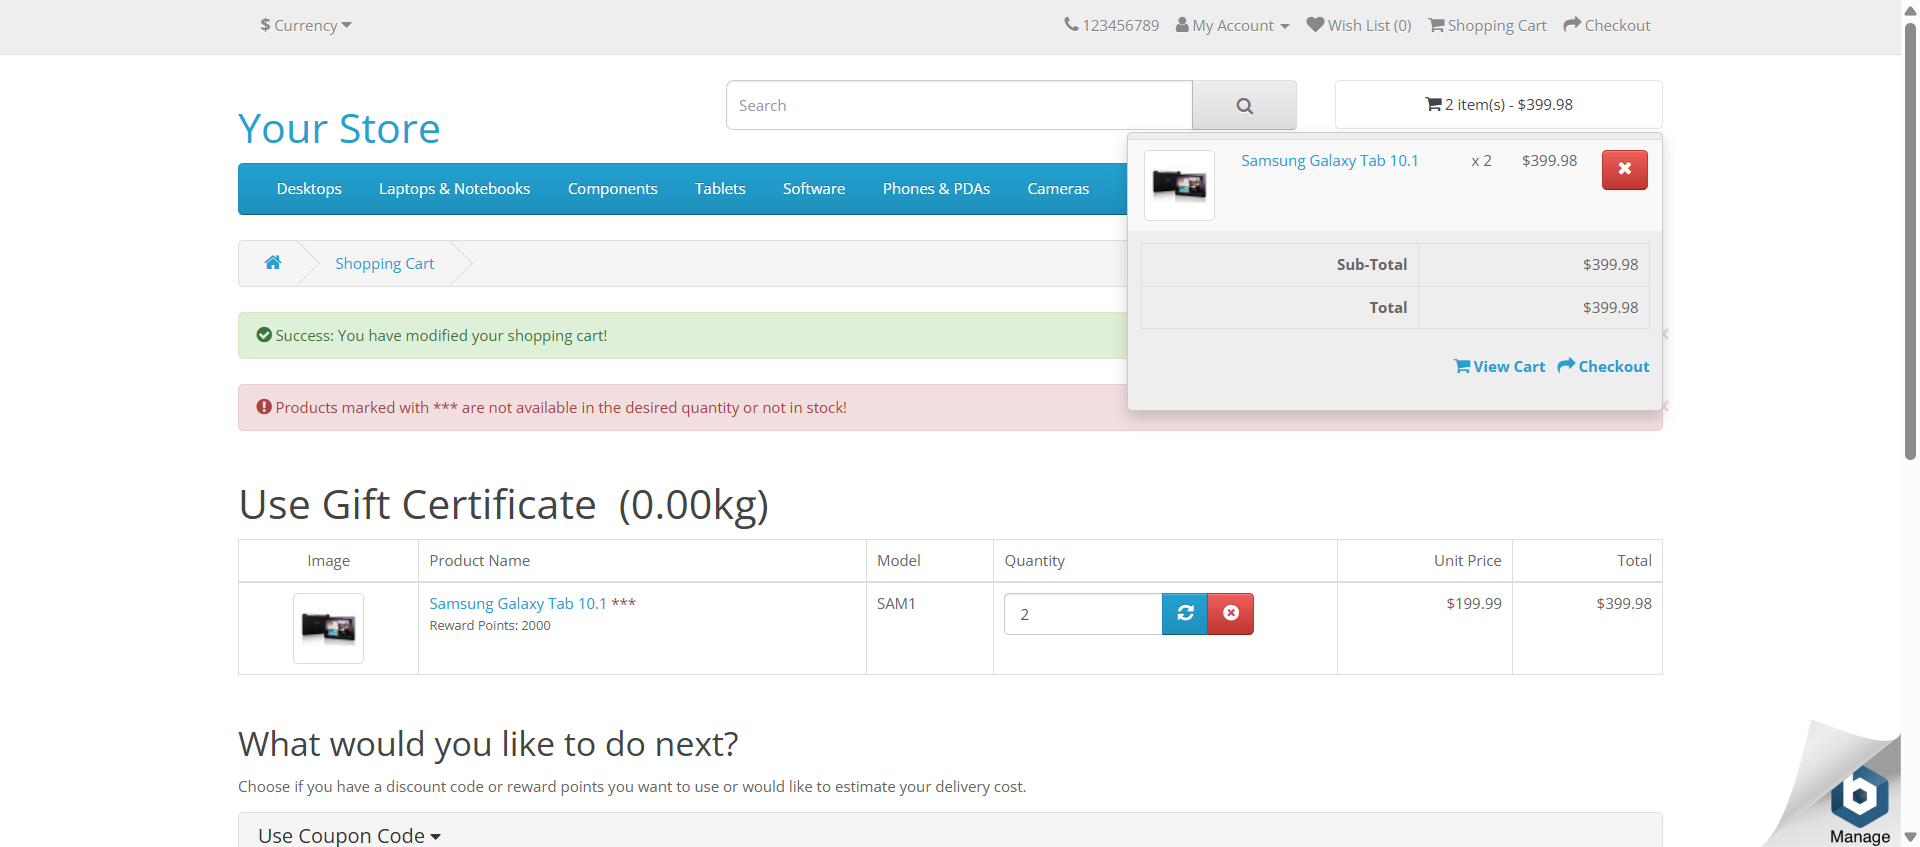 $ Currency
123456789 My Account Wish List (0) Shopping Cart Checkout
Your Store
Search
2 item(s) - $399.98
Samsung Galaxy Tab 10.1 x 2 $399.98
Sub-Total $399.98
Total $399.98
View Cart Checkout
Desktops Laptops & Notebooks Components Tablets Software Phones & PDAs Cameras
Shopping Cart
Success: You have modified your shopping cart!
Products marked with *** are not available in the desired quantity or not in stock!
Use Gift Certificate (0.00kg)
Image Product Name Model Quantity Unit Price Total
Samsung Galaxy Tab 10.1 *** SAM1 2 $199.99 $399.98
Reward Points: 2000
What would you like to do next?
Choose if you have a discount code or reward points you want to use or would like to estimate your delivery cost.
Use Coupon Code
Manage